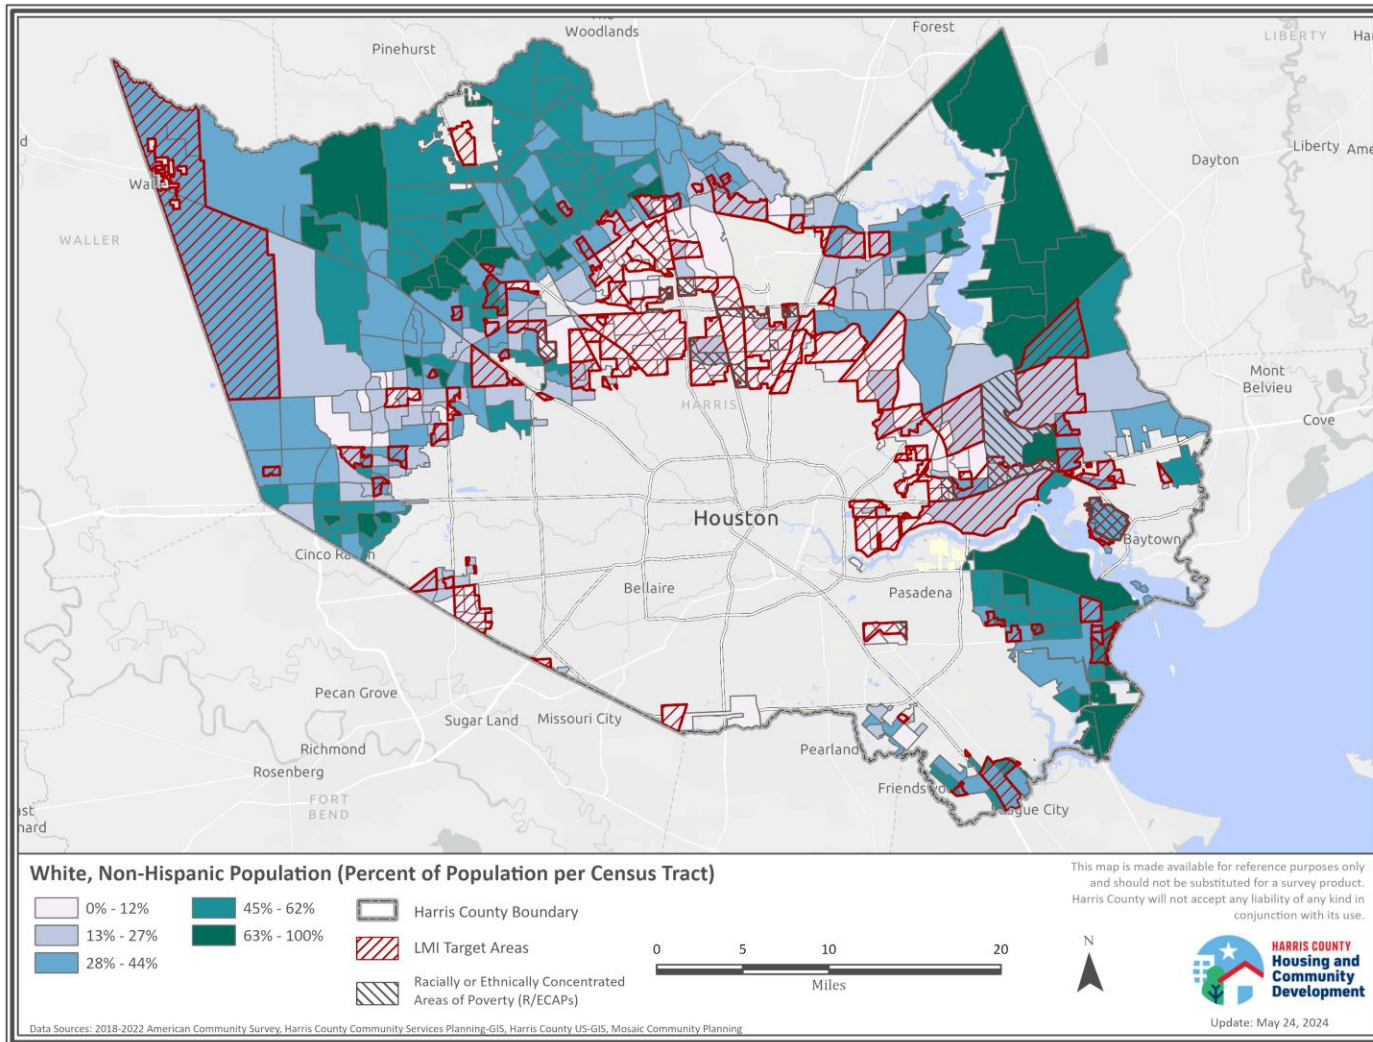 Woodlands
Forest
LIBERTY
Pinehurst
Liberty
Dayton
Waller
WALLER
Mont
Belvieu
HARRIS
Cove
Houston
Baytown
Cinco Ra
Bellaire
Pasadena
Pecan Grove
Sugar Land
Missouri City
Richmond
Pearland
Rosenberg
FORT
BEND
Friendswo
ague City
White, Non-Hispanic Population (Percent of Population per Census Tract)
0% - 12%
13% - 27%
28% - 44%
45% - 62%
63% - 100%
Harris County Boundary
LMI Target Areas
Racially or Ethnically Concentrated
Areas of Poverty (R/ECAPs)
0 5 10 20
Miles
N
This map is made available for reference purposes only
and should not be substituted for a survey product.
Harris County will not accept any liability of any kind in
conjunction with its use.
HARRIS COUNTY
Housing and
Community
Development
Update: May 24, 2024
Data Sources: 2018-2022 American Community Survey, Harris County Community Services Planning-GIS, Harris County US-GIS, Mosaic Community Planning